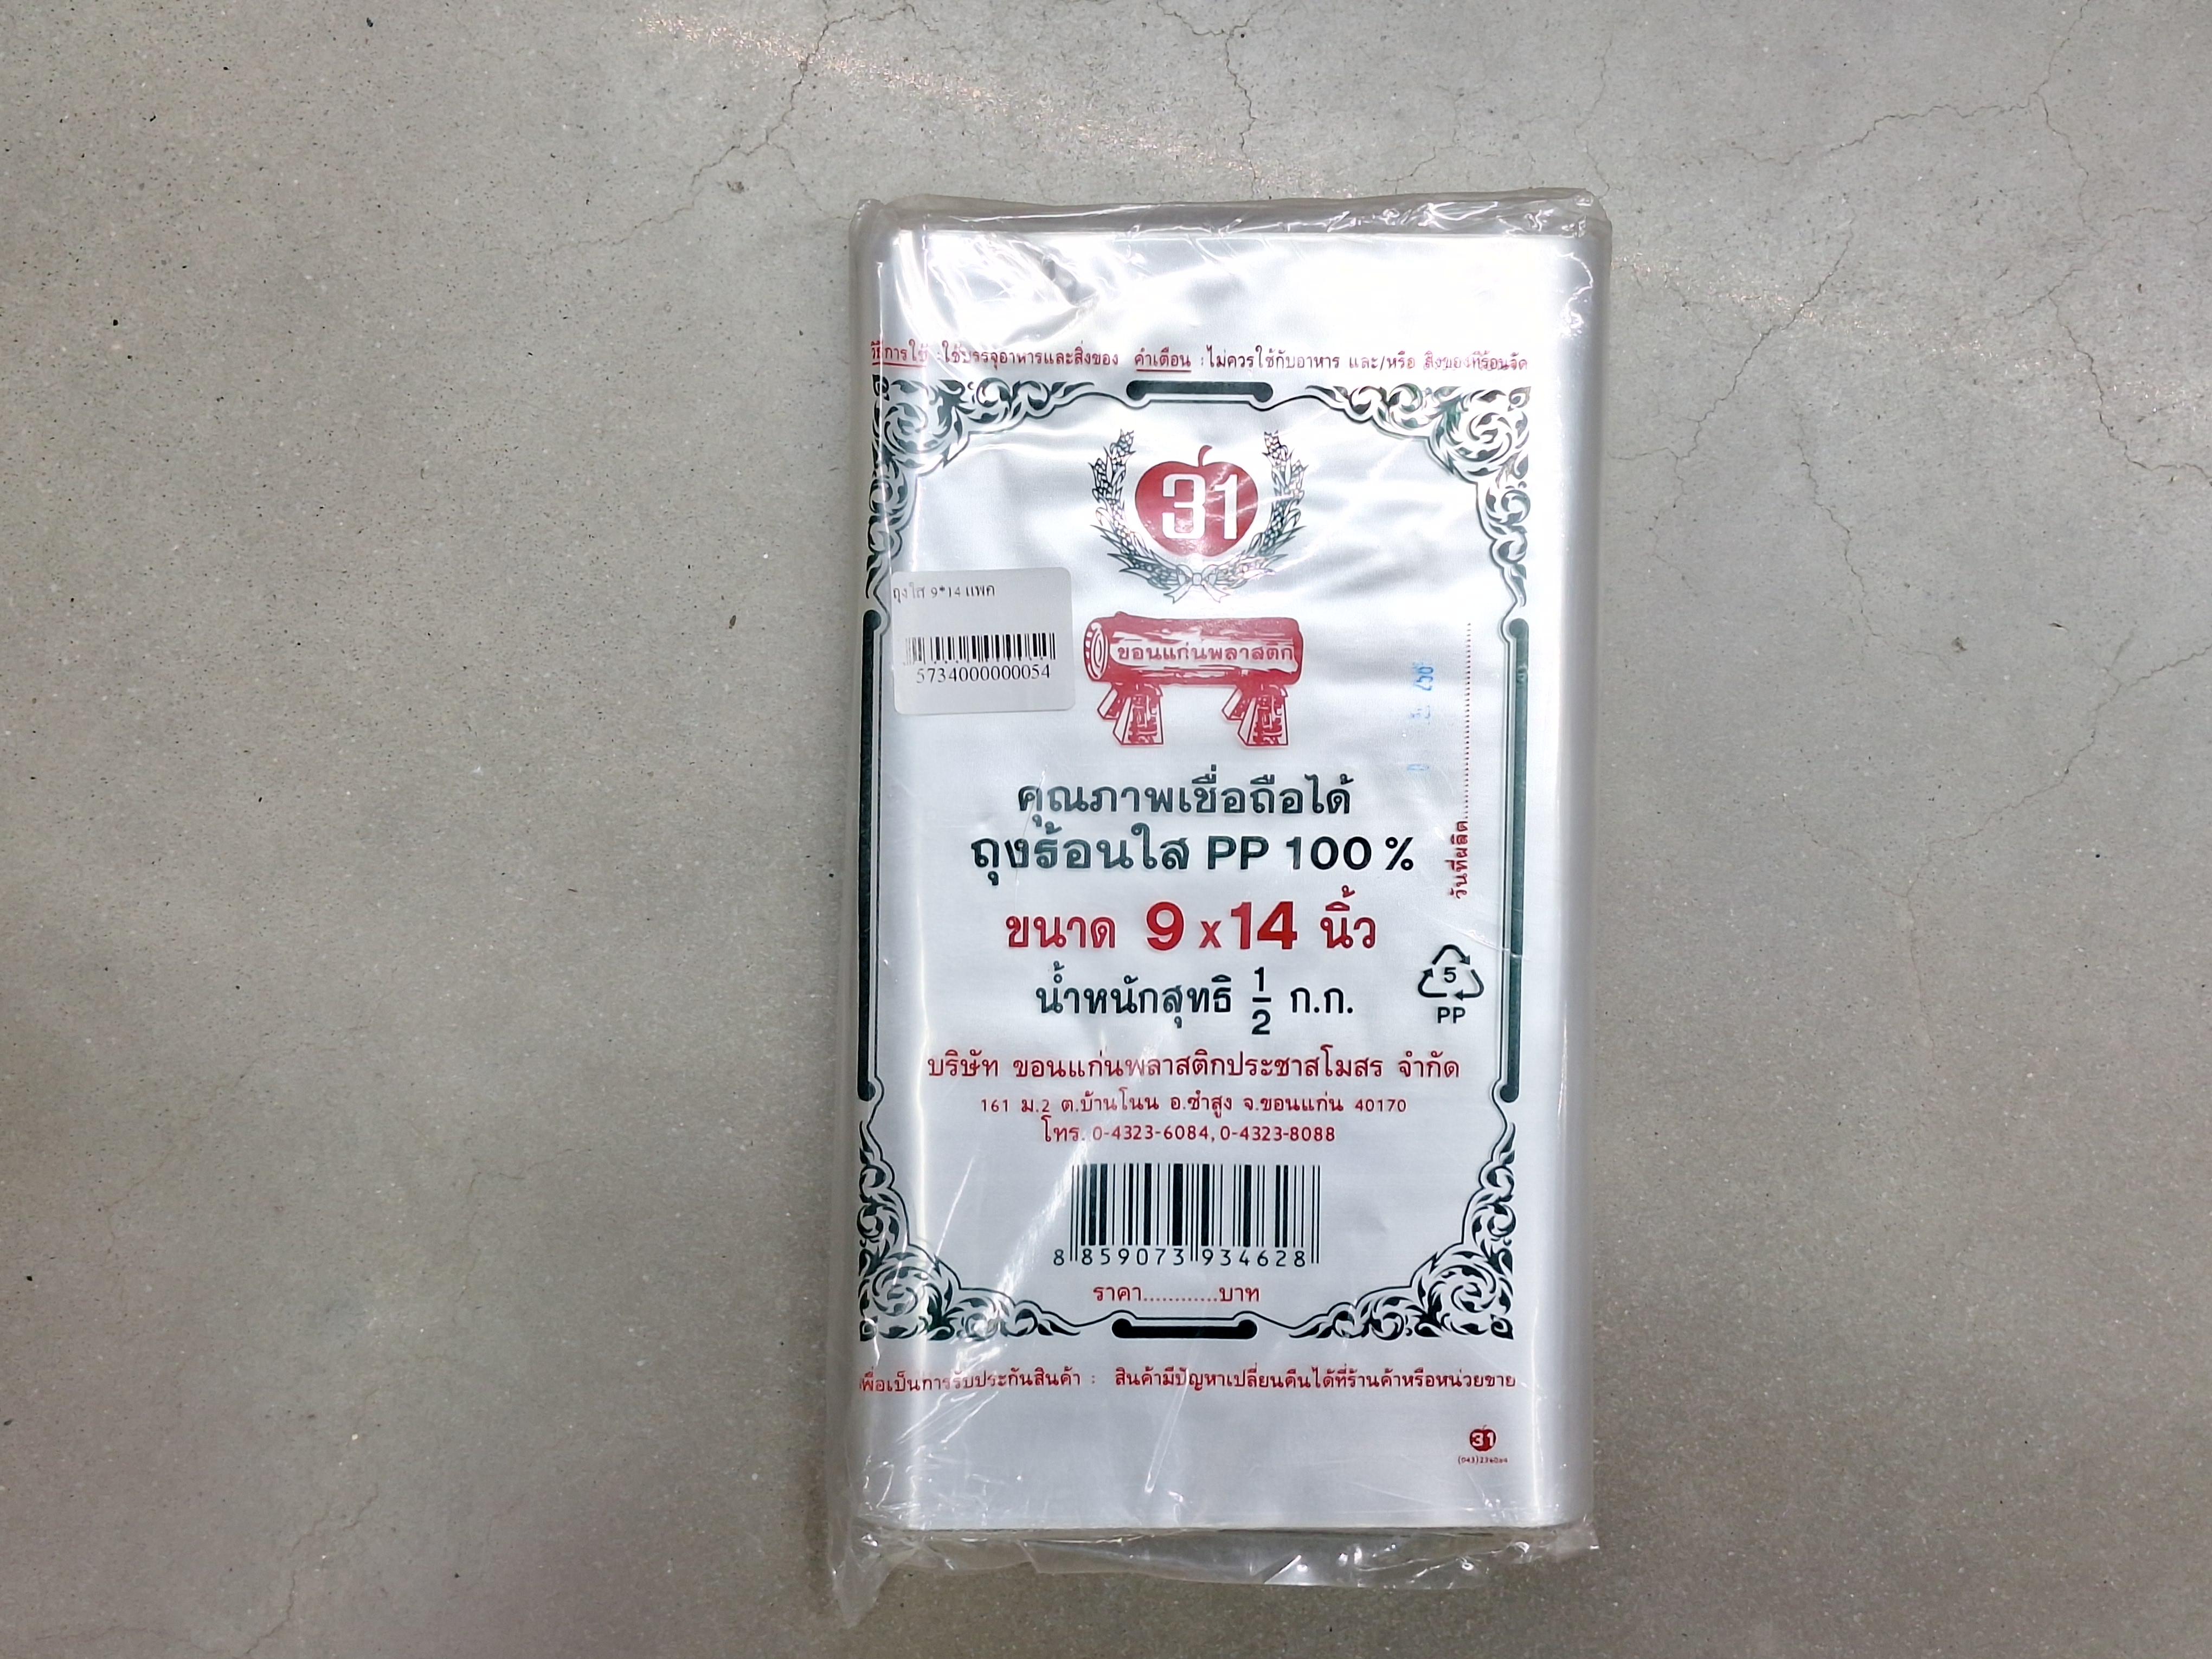 วิธีการใช้ : ใช้บรรจุอาหารและสิ่งของ คำเตือน : ไม่ควรใช้กับอาหาร และ/หรือ สิ่งของที่ร้อนจัด
31
ถุงใส 9*14 แพค
5734000000054
ขอนแก่นพลาสติก
คุณภาพเชื่อถือได้
ถุงร้อนใส PP 100 %
วันที่ผลิต
ขนาด 9 x 14 นิ้ว
น้ำหนักสุทธิ 1/2 ก.ก.
5
PP
บริษัท ขอนแก่นพลาสติกประชาสโมสร จำกัด
161 ม.2 ต.บ้านโนน อ.ซำสูง จ.ขอนแก่น 40170
โทร. 0-4323-6084, 0-4323-8088
8 859073 934628
ราคา............บาท
เพื่อเป็นการรับประกันสินค้า : สินค้ามีปัญหาเปลี่ยนคืนได้ที่ร้านค้าหรือหน่วยขาย
31
(043)236084